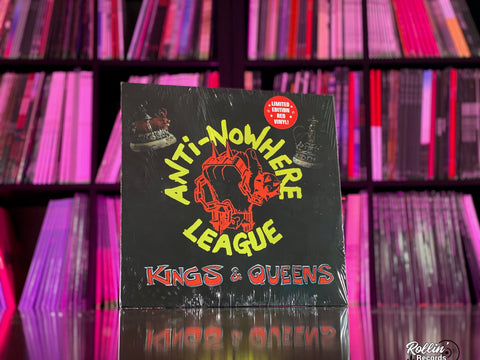 LIMITED
EDITION
RED
VINYL!
ANTI-NOWHERE
LEAGUE
KINGS & QUEENS
Rollin'
Records